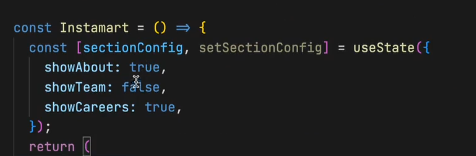 const Instamart = () => {
const [sectionConfig, setSectionConfig] = useState({
showAbout: true,
showTeam: false,
showCareers: true,
});
return (